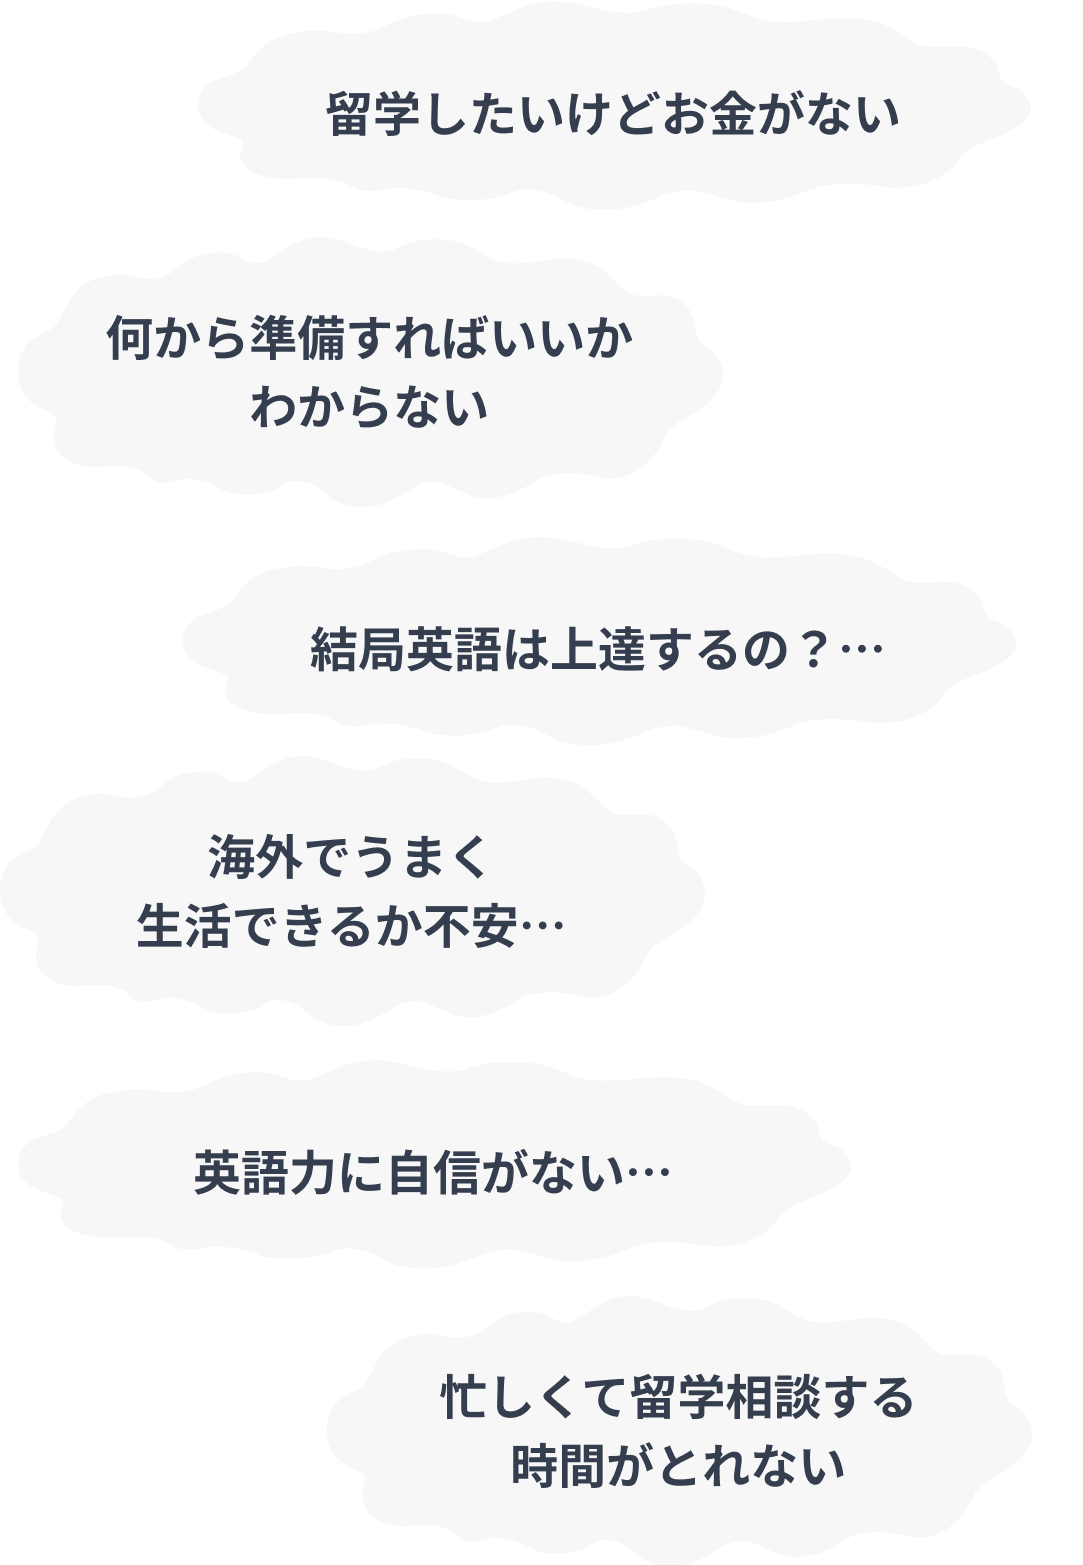 留学したいけどお金がない
何から準備すればいいか
わからない
結局英語は上達するの？…
海外でうまく
生活できるか不安…
英語力に自信がない…
忙しくて留学相談する
時間がとれない